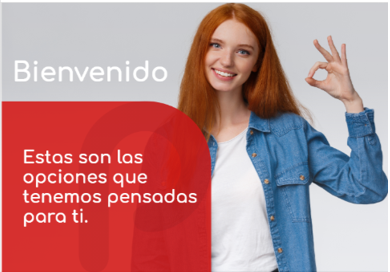 Bienvenido
Estas son las
opciones que
tenemos pensadas
para ti.